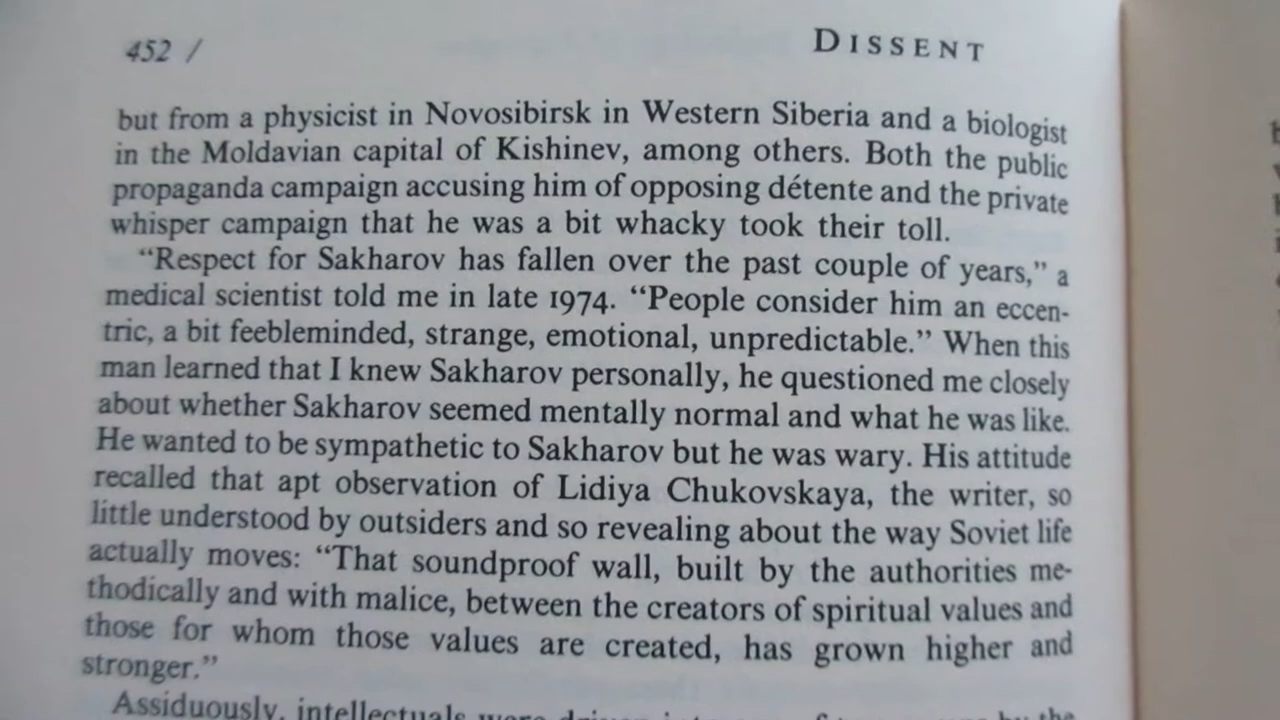 452 / DISSENT
but from a physicist in Novosibirsk in Western Siberia and a biologist
in the Moldavian capital of Kishinev, among others. Both the public
propaganda campaign accusing him of opposing détente and the private
whisper campaign that he was a bit whacky took their toll.
“Respect for Sakharov has fallen over the past couple of years,” a
medical scientist told me in late 1974. “People consider him an eccen-
tric, a bit feebleminded, strange, emotional, unpredictable.” When this
man learned that I knew Sakharov personally, he questioned me closely
about whether Sakharov seemed mentally normal and what he was like.
He wanted to be sympathetic to Sakharov but he was wary. His attitude
recalled that apt observation of Lidiya Chukovskaya, the writer, so
little understood by outsiders and so revealing about the way Soviet life
actually moves: “That soundproof wall, built by the authorities me-
thodically and with malice, between the creators of spiritual values and
those for whom those values are created, has grown higher and
stronger.”
Assiduously, intellectuals were driven into by the